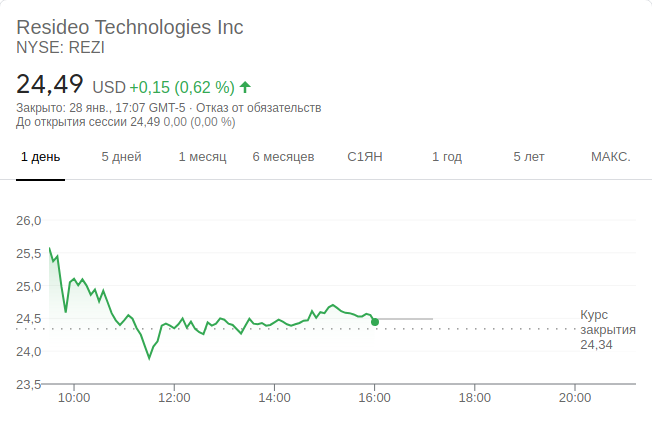 Resideo Technologies Inc
NYSE: REZI
24,49 USD +0,15 (0,62 %)
Закрыто: 28 янв., 17:07 GMT-5 · Отказ от обязательств
До открытия сессии 24,49 0,00 (0,00 %)
1 день 5 дней 1 месяц 6 месяцев С1ЯН 1 год 5 лет МАКС.
26,0
25,5
25,0
24,5
24,0
23,5
Курс
закрытия
24,34
10:00 12:00 14:00 16:00 18:00 20:00